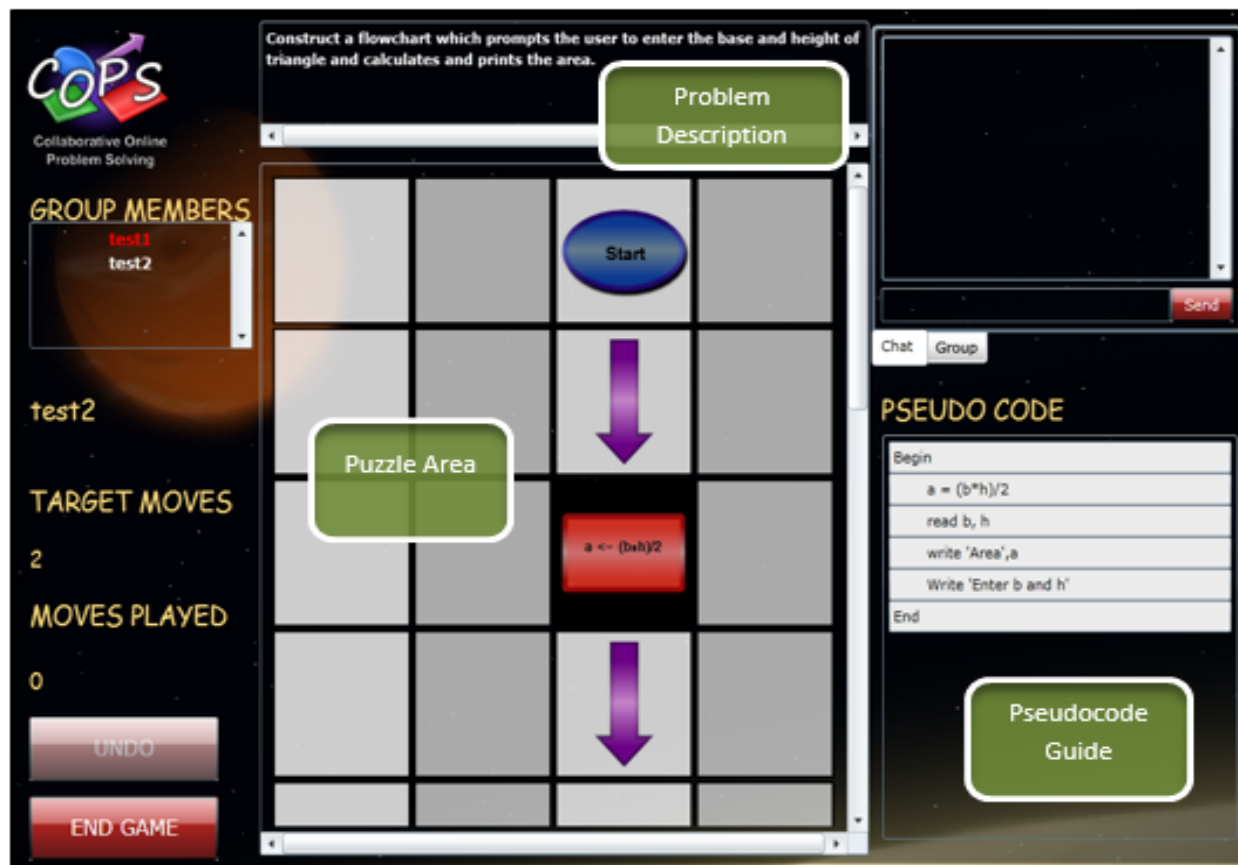 COPS
Collaborative Online
Problem Solving
Construct a flowchart which prompts the user to enter the base and height of
triangle and calculates and prints the area.
Problem
Description
GROUP MEMBERS
test1
test2
test2
TARGET MOVES
2
MOVES PLAYED
0
UNDO
END GAME
Start
Puzzle Area
a <- (b*h)/2
Send
Chat
Group
PSEUDO CODE
Begin
a = (b*h)/2
read b, h
write 'Area',a
Write 'Enter b and h'
End
Pseudocode
Guide